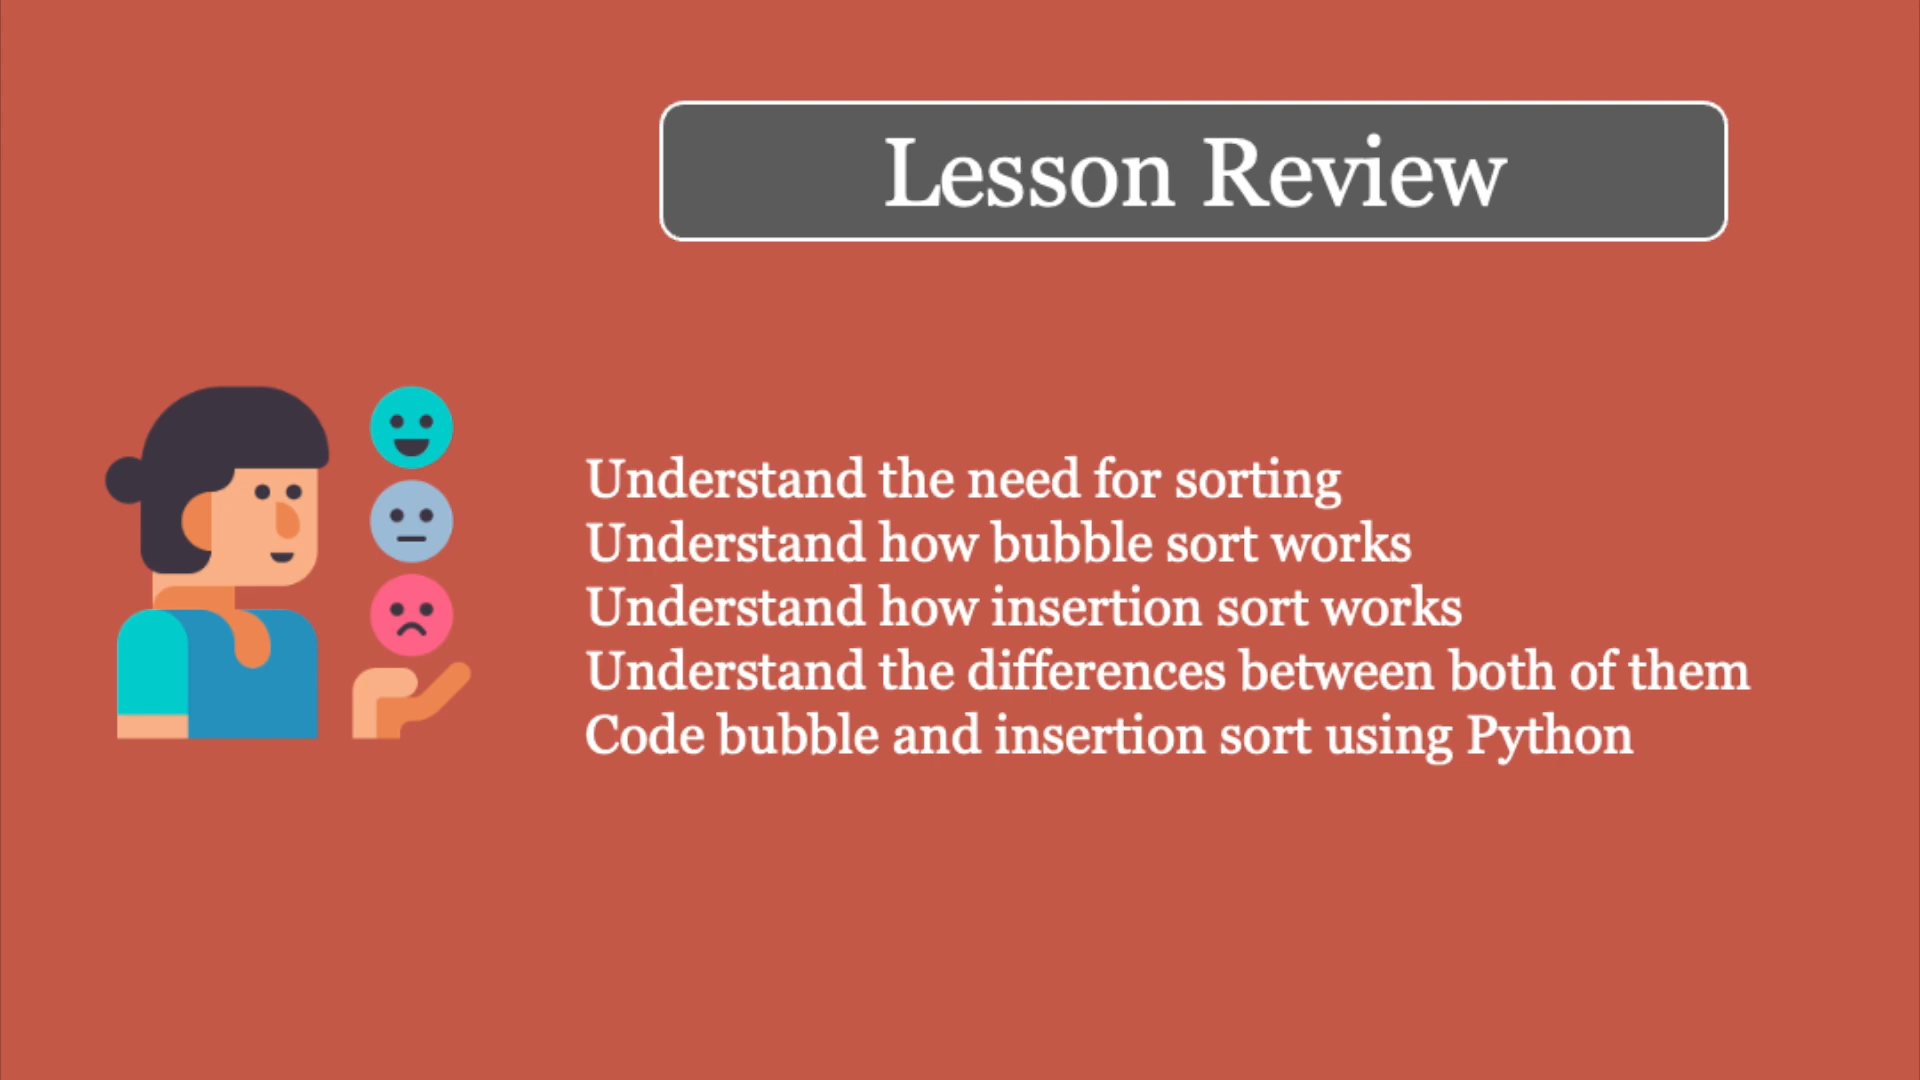 Lesson Review
Understand the need for sorting
Understand how bubble sort works
Understand how insertion sort works
Understand the differences between both of them
Code bubble and insertion sort using Python